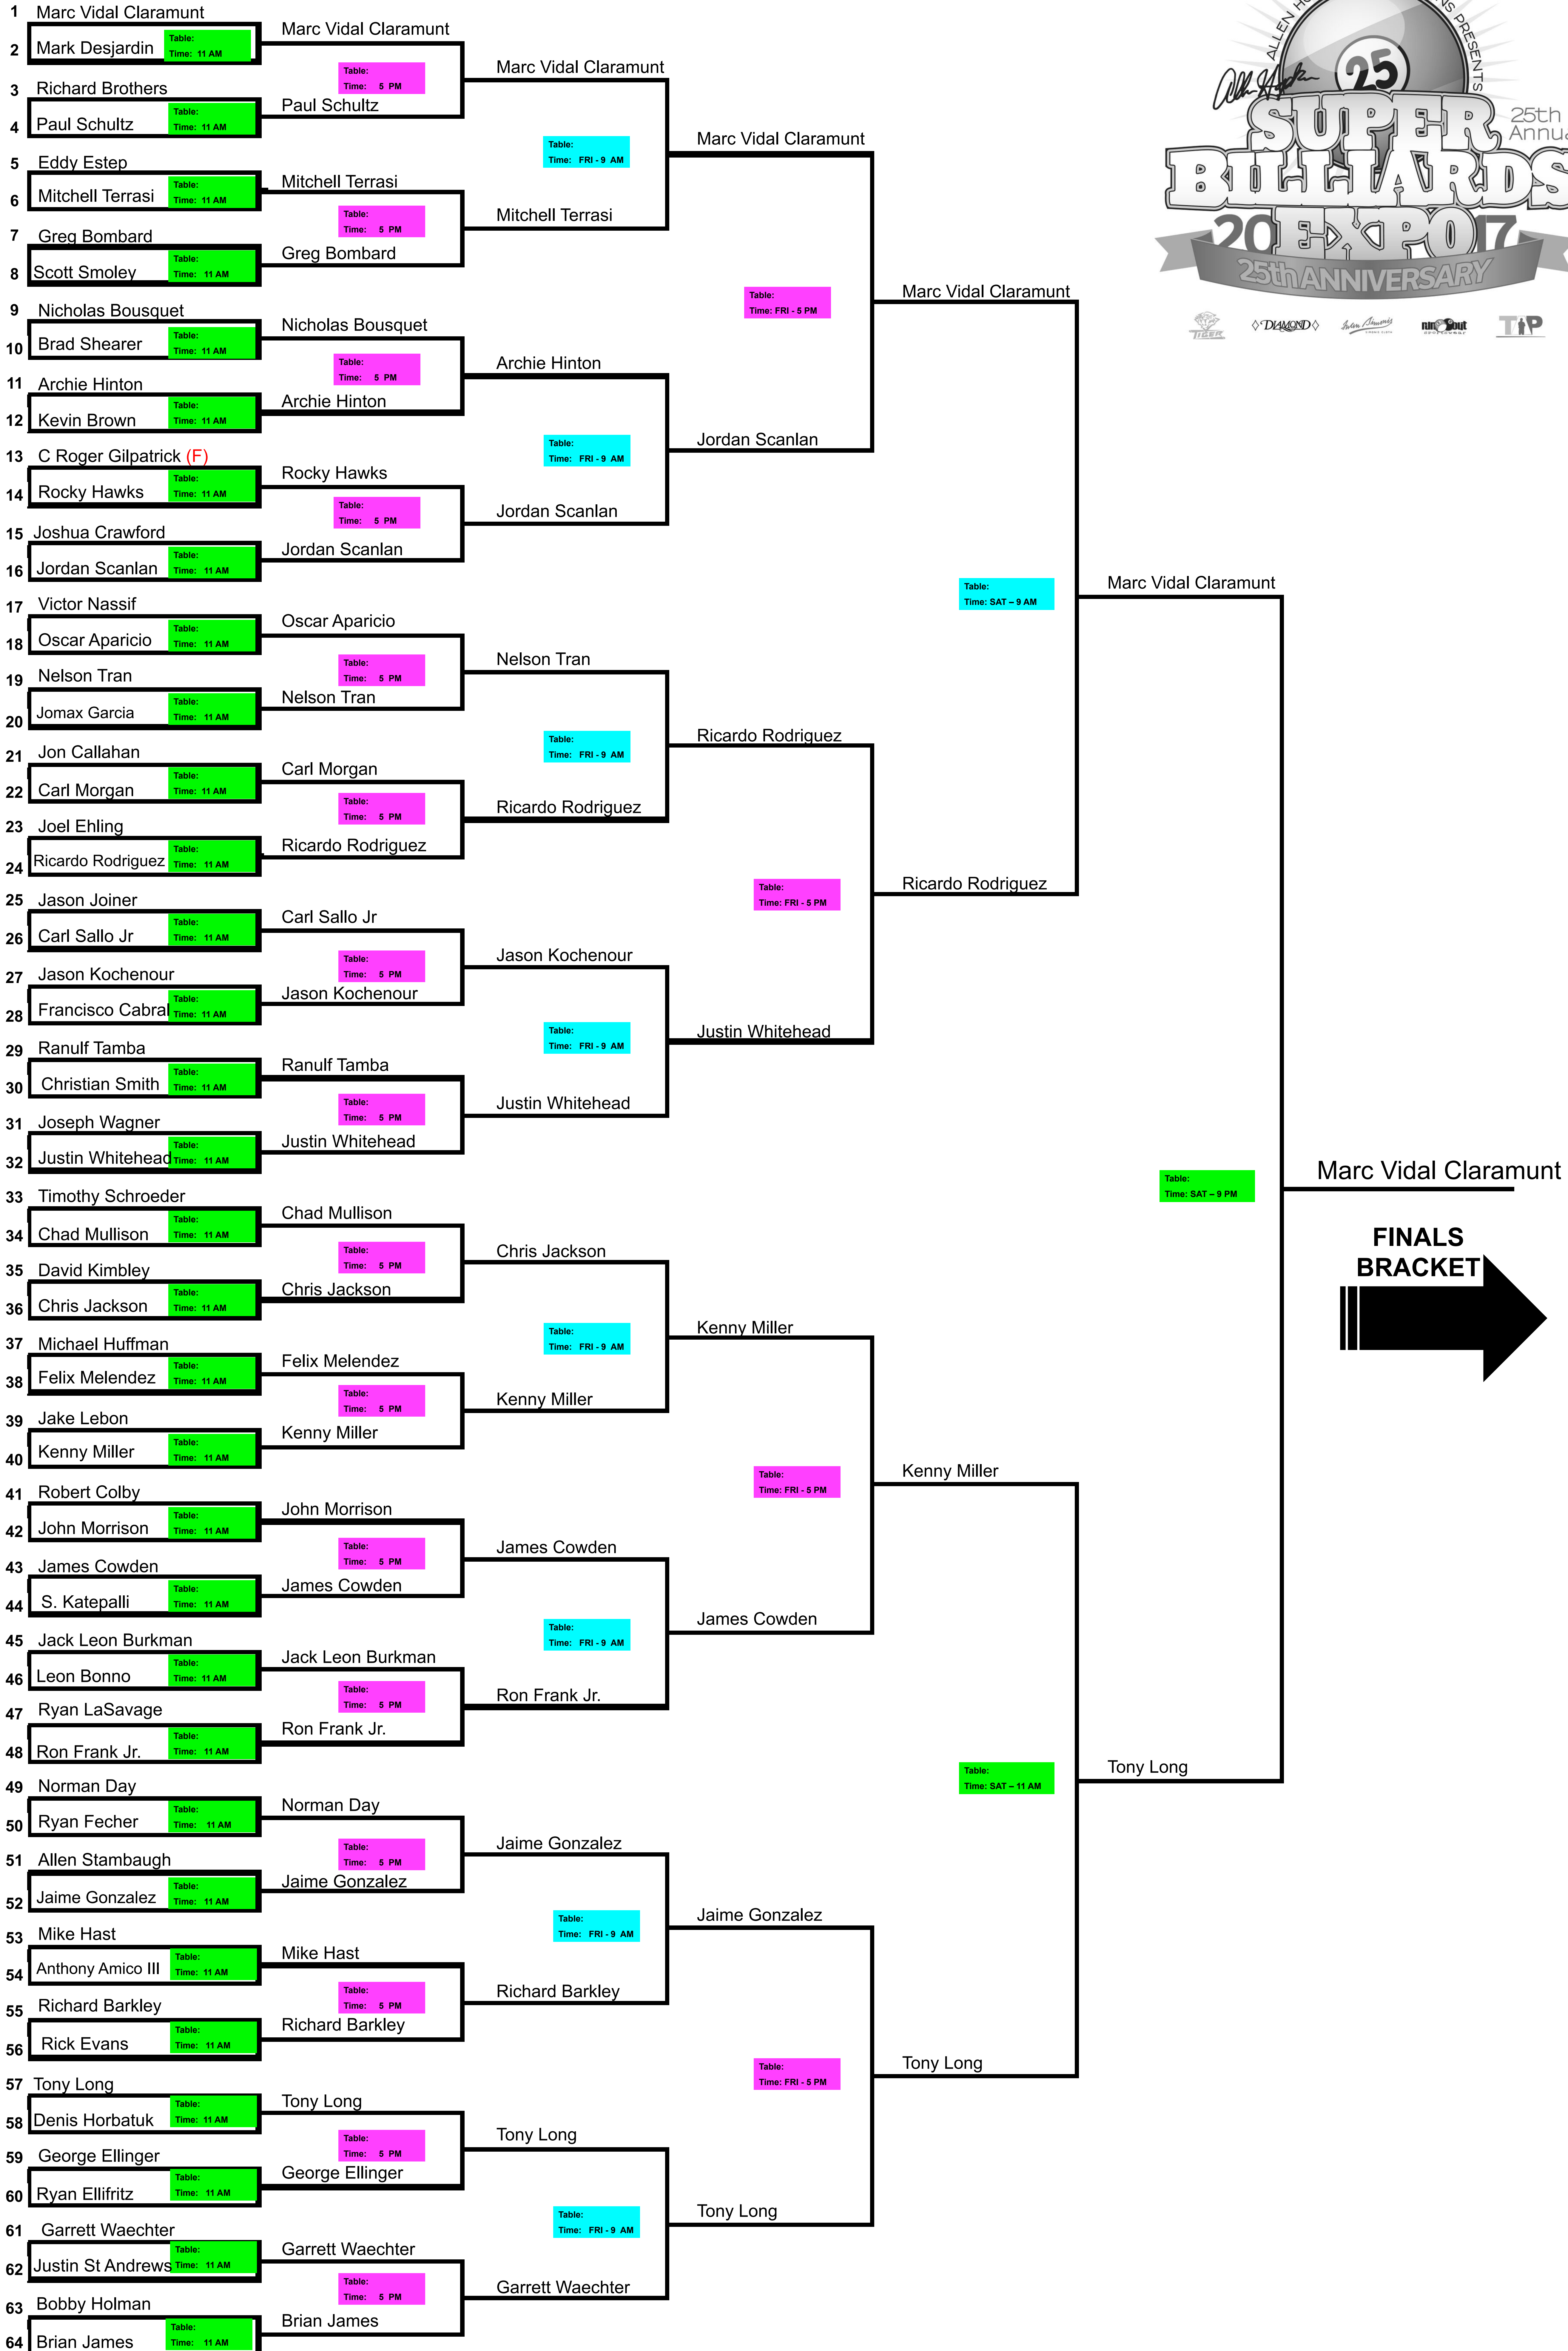 1 Marc Vidal Claramunt
2 Mark Desjardin
Table:
Time: 11 AM
3 Richard Brothers
4 Paul Schultz
Table:
Time: 11 AM
5 Eddy Estep
6 Mitchell Terrasi
Table:
Time: 11 AM
7 Greg Bombard
8 Scott Smoley
Table:
Time: 11 AM
9 Nicholas Bousquet
10 Brad Shearer
Table:
Time: 11 AM
11 Archie Hinton
12 Kevin Brown
Table:
Time: 11 AM
13 C Roger Gilpatrick (F)
14 Rocky Hawks
Table:
Time: 11 AM
15 Joshua Crawford
16 Jordan Scanlan
Table:
Time: 11 AM
17 Victor Nassif
18 Oscar Aparicio
Table:
Time: 11 AM
19 Nelson Tran
20 Jomax Garcia
Table:
Time: 11 AM
21 Jon Callahan
22 Carl Morgan
Table:
Time: 11 AM
23 Joel Ehling
24 Ricardo Rodriguez
Table:
Time: 11 AM
25 Jason Joiner
26 Carl Sallo Jr
Table:
Time: 11 AM
27 Jason Kochenour
28 Francisco Cabral
Table:
Time: 11 AM
29 Ranulf Tamba
30 Christian Smith
Table:
Time: 11 AM
31 Joseph Wagner
32 Justin Whitehead
Table:
Time: 11 AM
33 Timothy Schroeder
34 Chad Mullison
Table:
Time: 11 AM
35 David Kimbley
36 Chris Jackson
Table:
Time: 11 AM
37 Michael Huffman
38 Felix Melendez
Table:
Time: 11 AM
39 Jake Lebon
40 Kenny Miller
Table:
Time: 11 AM
41 Robert Colby
42 John Morrison
Table:
Time: 11 AM
43 James Cowden
44 S. Katepalli
Table:
Time: 11 AM
45 Jack Leon Burkman
46 Leon Bonno
Table:
Time: 11 AM
47 Ryan LaSavage
48 Ron Frank Jr.
Table:
Time: 11 AM
49 Norman Day
50 Ryan Fecher
Table:
Time: 11 AM
51 Allen Stambaugh
52 Jaime Gonzalez
Table:
Time: 11 AM
53 Mike Hast
54 Anthony Amico III
Table:
Time: 11 AM
55 Richard Barkley
56 Rick Evans
Table:
Time: 11 AM
57 Tony Long
58 Denis Horbatuk
Table:
Time: 11 AM
59 George Ellinger
60 Ryan Ellifritz
Table:
Time: 11 AM
61 Garrett Waechter
62 Justin St Andrews
Table:
Time: 11 AM
63 Bobby Holman
64 Brian James
Table:
Time: 11 AM
Marc Vidal Claramunt
Table:
Time: 5 PM
Paul Schultz
Mitchell Terrasi
Table:
Time: 5 PM
Greg Bombard
Nicholas Bousquet
Table:
Time: 5 PM
Archie Hinton
Rocky Hawks
Table:
Time: 5 PM
Jordan Scanlan
Oscar Aparicio
Table:
Time: 5 PM
Nelson Tran
Carl Morgan
Table:
Time: 5 PM
Ricardo Rodriguez
Carl Sallo Jr
Table:
Time: 5 PM
Jason Kochenour
Ranulf Tamba
Table:
Time: 5 PM
Justin Whitehead
Chad Mullison
Table:
Time: 5 PM
Chris Jackson
Felix Melendez
Table:
Time: 5 PM
Kenny Miller
John Morrison
Table:
Time: 5 PM
James Cowden
Jack Leon Burkman
Table:
Time: 5 PM
Ron Frank Jr.
Norman Day
Table:
Time: 5 PM
Jaime Gonzalez
Mike Hast
Table:
Time: 5 PM
Richard Barkley
Tony Long
Table:
Time: 5 PM
George Ellinger
Garrett Waechter
Table:
Time: 5 PM
Brian James
Marc Vidal Claramunt
Table:
Time: FRI - 9 AM
Mitchell Terrasi
Archie Hinton
Table:
Time: FRI - 9 AM
Jordan Scanlan
Nelson Tran
Table:
Time: FRI - 9 AM
Ricardo Rodriguez
Jason Kochenour
Table:
Time: FRI - 9 AM
Justin Whitehead
Chris Jackson
Table:
Time: FRI - 9 AM
Kenny Miller
James Cowden
Table:
Time: FRI - 9 AM
Ron Frank Jr.
Jaime Gonzalez
Table:
Time: FRI - 9 AM
Richard Barkley
Tony Long
Table:
Time: FRI - 9 AM
Garrett Waechter
Marc Vidal Claramunt
Table:
Time: FRI - 5 PM
Jordan Scanlan
Ricardo Rodriguez
Table:
Time: FRI - 5 PM
Justin Whitehead
Kenny Miller
Table:
Time: FRI - 5 PM
James Cowden
Jaime Gonzalez
Table:
Time: FRI - 5 PM
Tony Long
Marc Vidal Claramunt
Table:
Time: SAT – 9 AM
Ricardo Rodriguez
Kenny Miller
Table:
Time: SAT – 11 AM
Tony Long
Marc Vidal Claramunt
Table:
Time: SAT – 9 PM
Tony Long
Marc Vidal Claramunt
FINALS
BRACKET
PRESENTS
25
SUPER
25th
BILLIARDS
20 EXPO 17
25th ANNIVERSARY
TIGER
DIAMOND